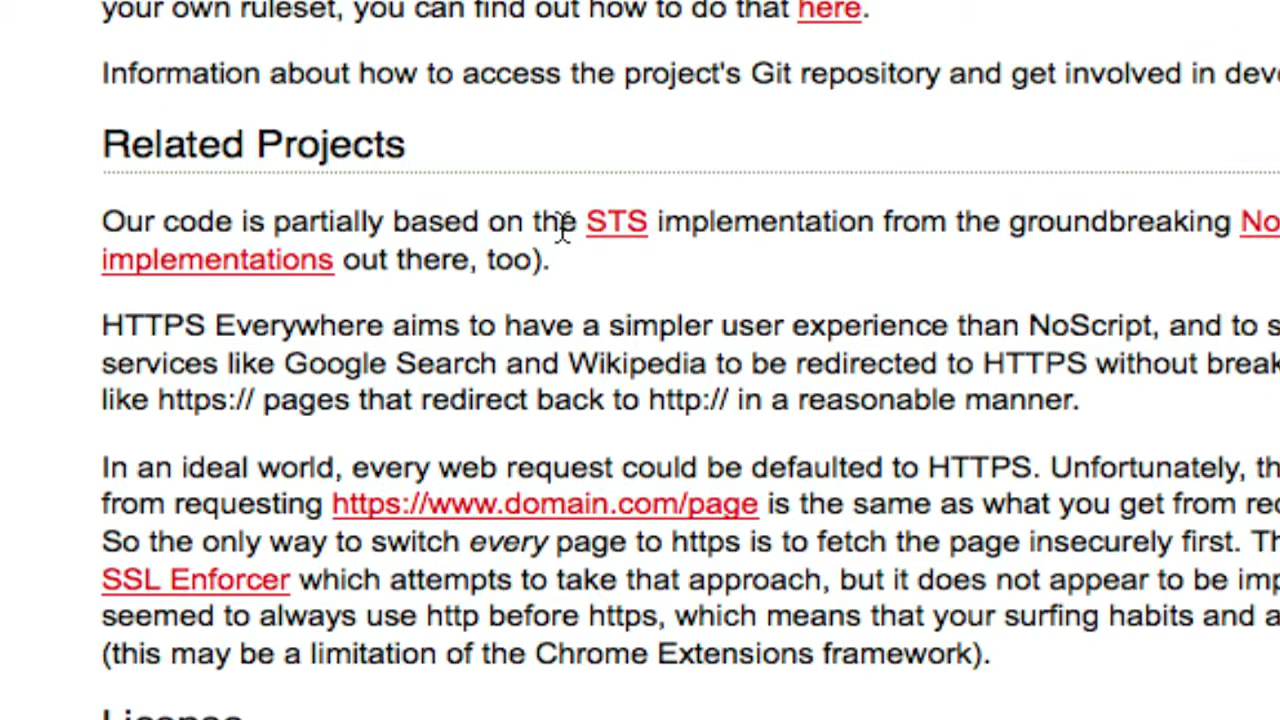 your own ruleset, you can find out how to do that here.
Information about how to access the project's Git repository and get involved in
Related Projects
Our code is partially based on the STS implementation from the groundbreaking
implementations out there, too).
HTTPS Everywhere aims to have a simpler user experience than NoScript, and to
services like Google Search and Wikipedia to be redirected to HTTPS without
like https:// pages that redirect back to http:// in a reasonable manner.
In an ideal world, every web request could be defaulted to HTTPS. Unfortunately,
from requesting https://www.domain.com/page is the same as what you get from
So the only way to switch every page to https is to fetch the page insecurely first.
SSL Enforcer which attempts to take that approach, but it does not appear to be
seemed to always use http before https, which means that your surfing habits and
(this may be a limitation of the Chrome Extensions framework).
License